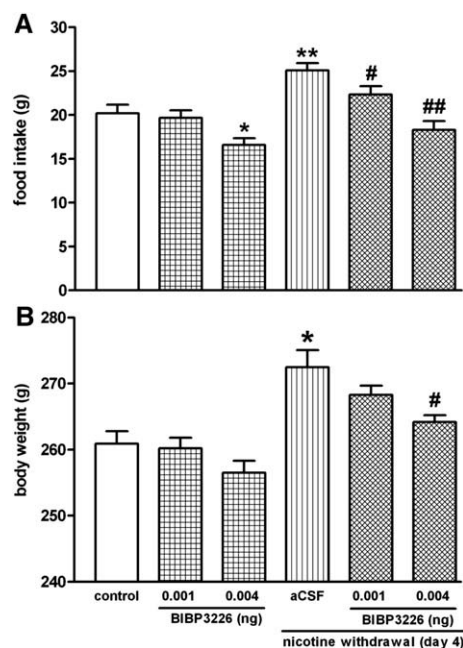 A
food intake (g)
30
25
20
15
10
5
0
*
**
#
##
B
body weight (g)
280
270
260
250
240
*
#
control 0.001 0.004 aCSF 0.001 0.004
BIBP3226 (ng) BIBP3226 (ng)
nicotine withdrawal (day 4)